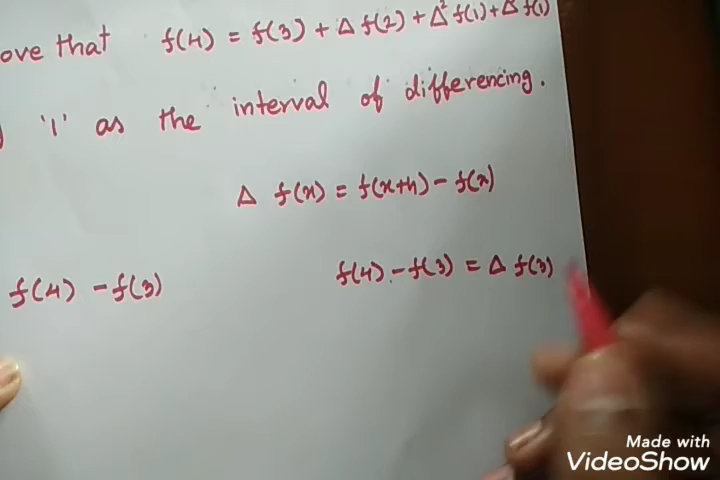 ove that f(4) = f(3) + Δ f(2) + Δ² f(1) + Δ f(1)
'1' as the interval of differencing.
Δ f(x) = f(x+h) - f(x)
f(4) - f(3)
f(4) - f(3) = Δ f(3)
Made with
VideoShow